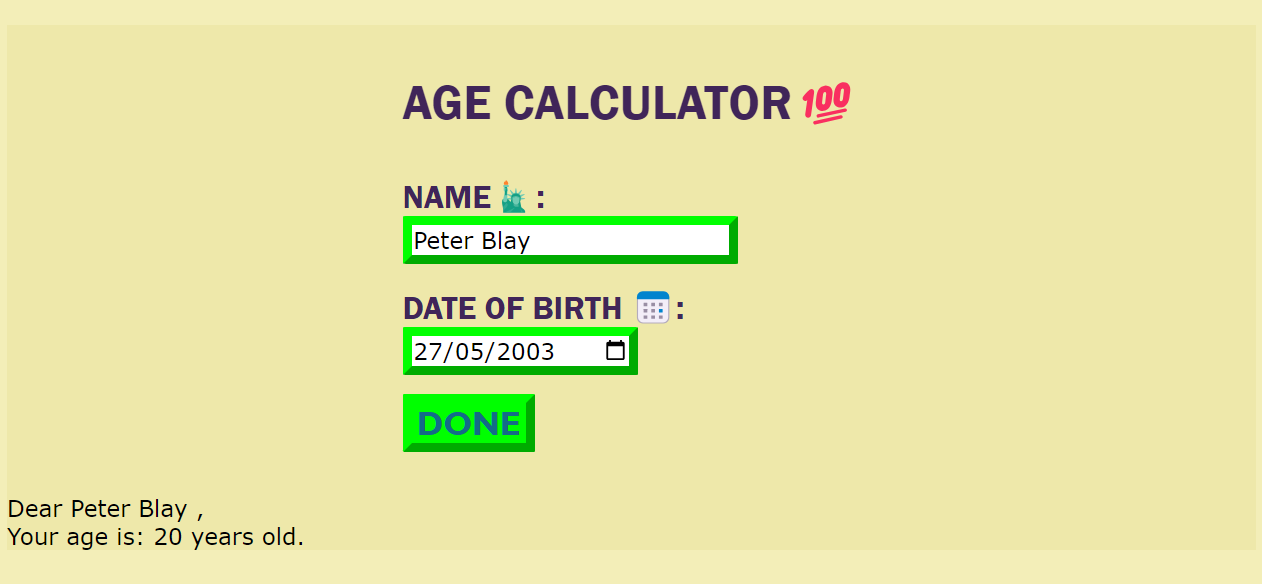 AGE CALCULATOR 💯
NAME🗽 :
Peter Blay
DATE OF BIRTH 📅 :
27/05/2003
DONE
Dear Peter Blay ,
Your age is: 20 years old.